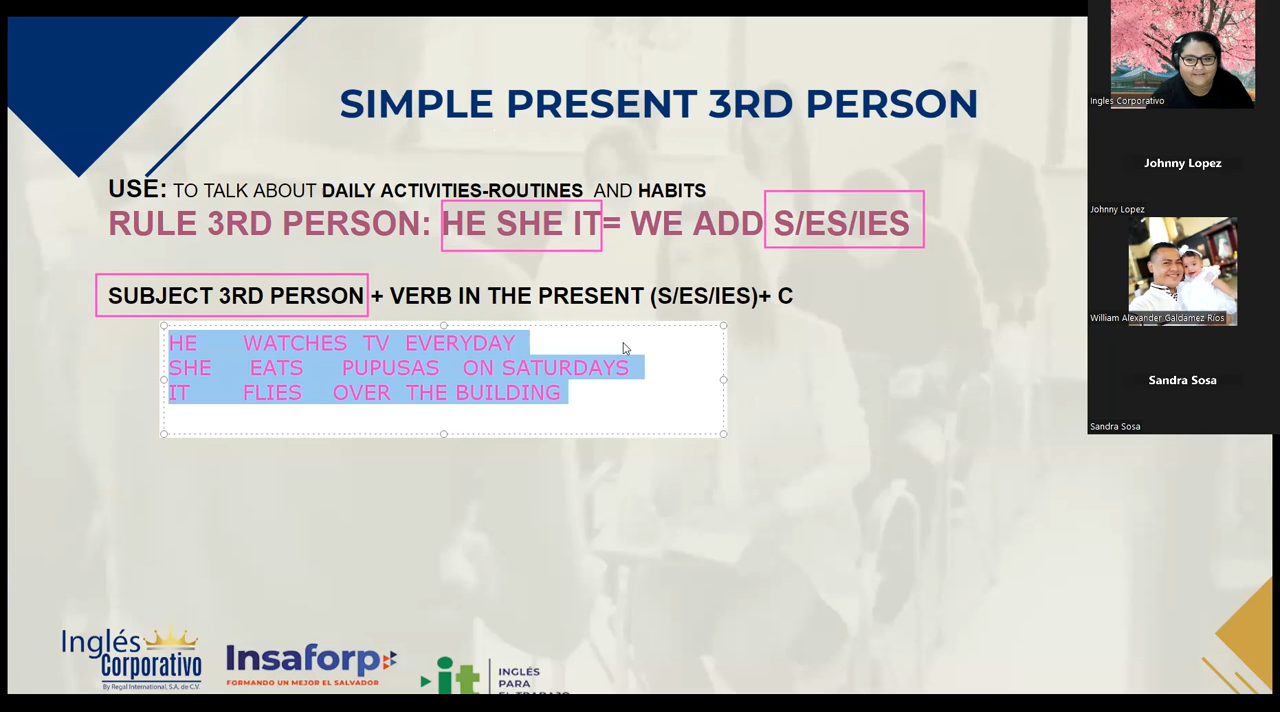 SIMPLE PRESENT 3RD PERSON
USE: TO TALK ABOUT DAILY ACTIVITIES-ROUTINES AND HABITS
RULE 3RD PERSON: HE SHE IT= WE ADD S/ES/IES
SUBJECT 3RD PERSON + VERB IN THE PRESENT (S/ES/IES)+ C
HE WATCHES TV EVERYDAY
SHE EATS PUPUSAS ON SATURDAYS
IT FLIES OVER THE BUILDING
Inglés
Corporativo
By Regal International, S.A. de C.V.
Insaforp
FORMANDO UN MEJOR EL SALVADOR
it
INGLÉS
PARA
EL TRABAJO
Ingles Corporativo
Johnny Lopez
Johnny Lopez
William Alexander Galdamez Rios
Sandra Sosa
Sandra Sosa